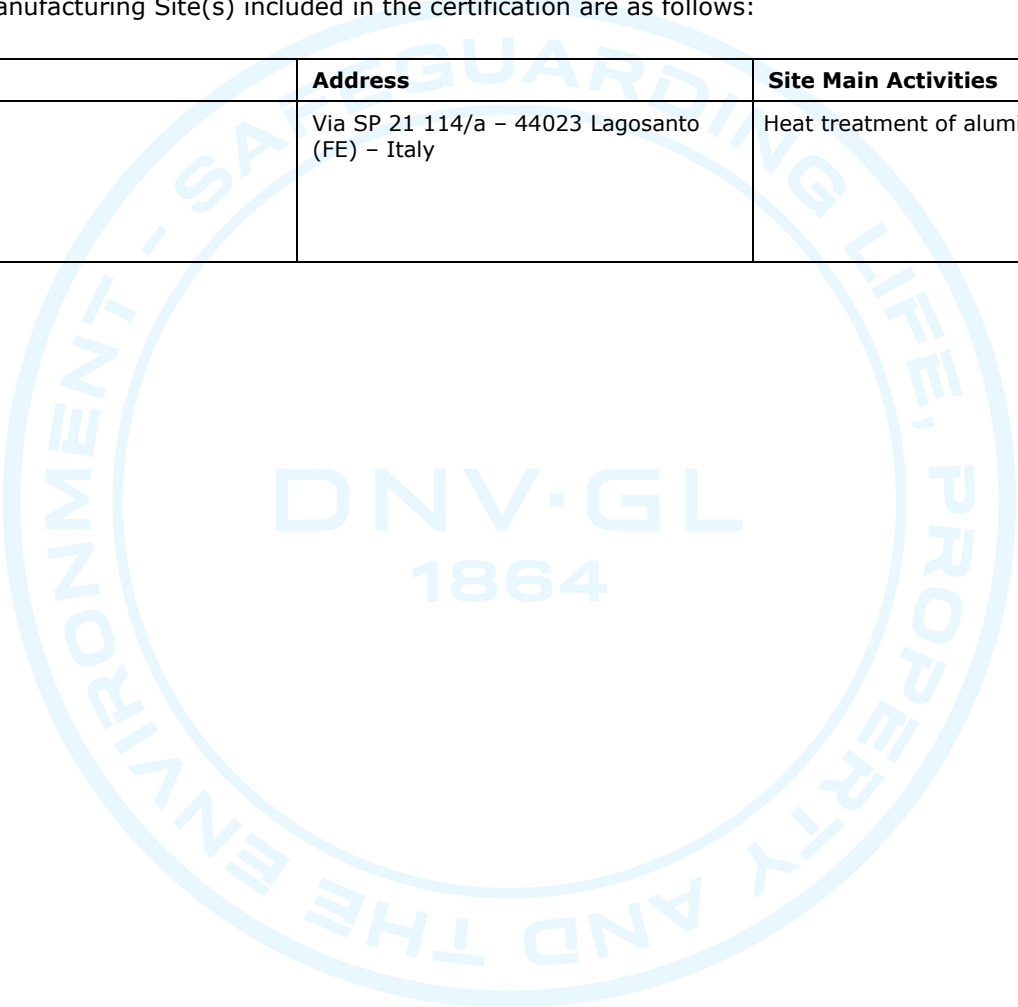 anufacturing Site(s) included in the certification are as follows:
Address Site Main Activities
Via SP 21 114/a – 44023 Lagosanto Heat treatment of alumi
(FE) – Italy
SAFEGUARDING LIFE, PROPERTY AND THE ENVIRONMENT -
DNV·GL
1864